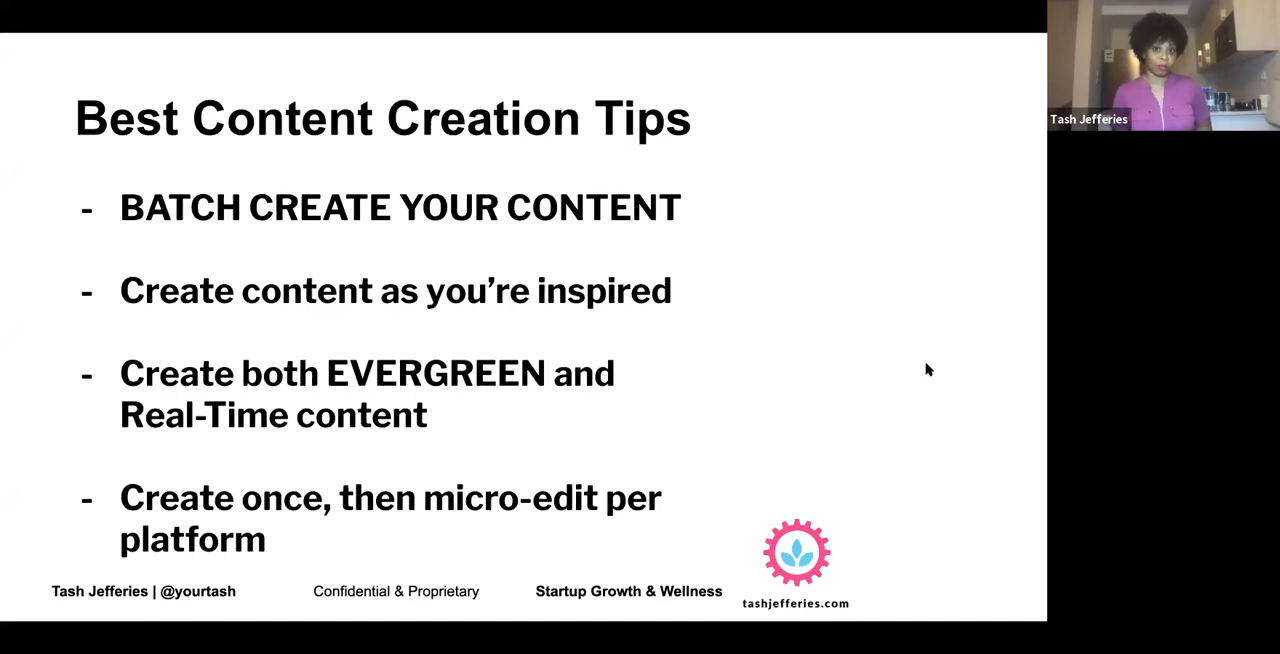 Best Content Creation Tips
- BATCH CREATE YOUR CONTENT
- Create content as you’re inspired
- Create both EVERGREEN and
Real-Time content
- Create once, then micro-edit per
platform
Tash Jefferies | @yourtash
Confidential & Proprietary
Startup Growth & Wellness
tashjefferies.com
Tash Jefferies